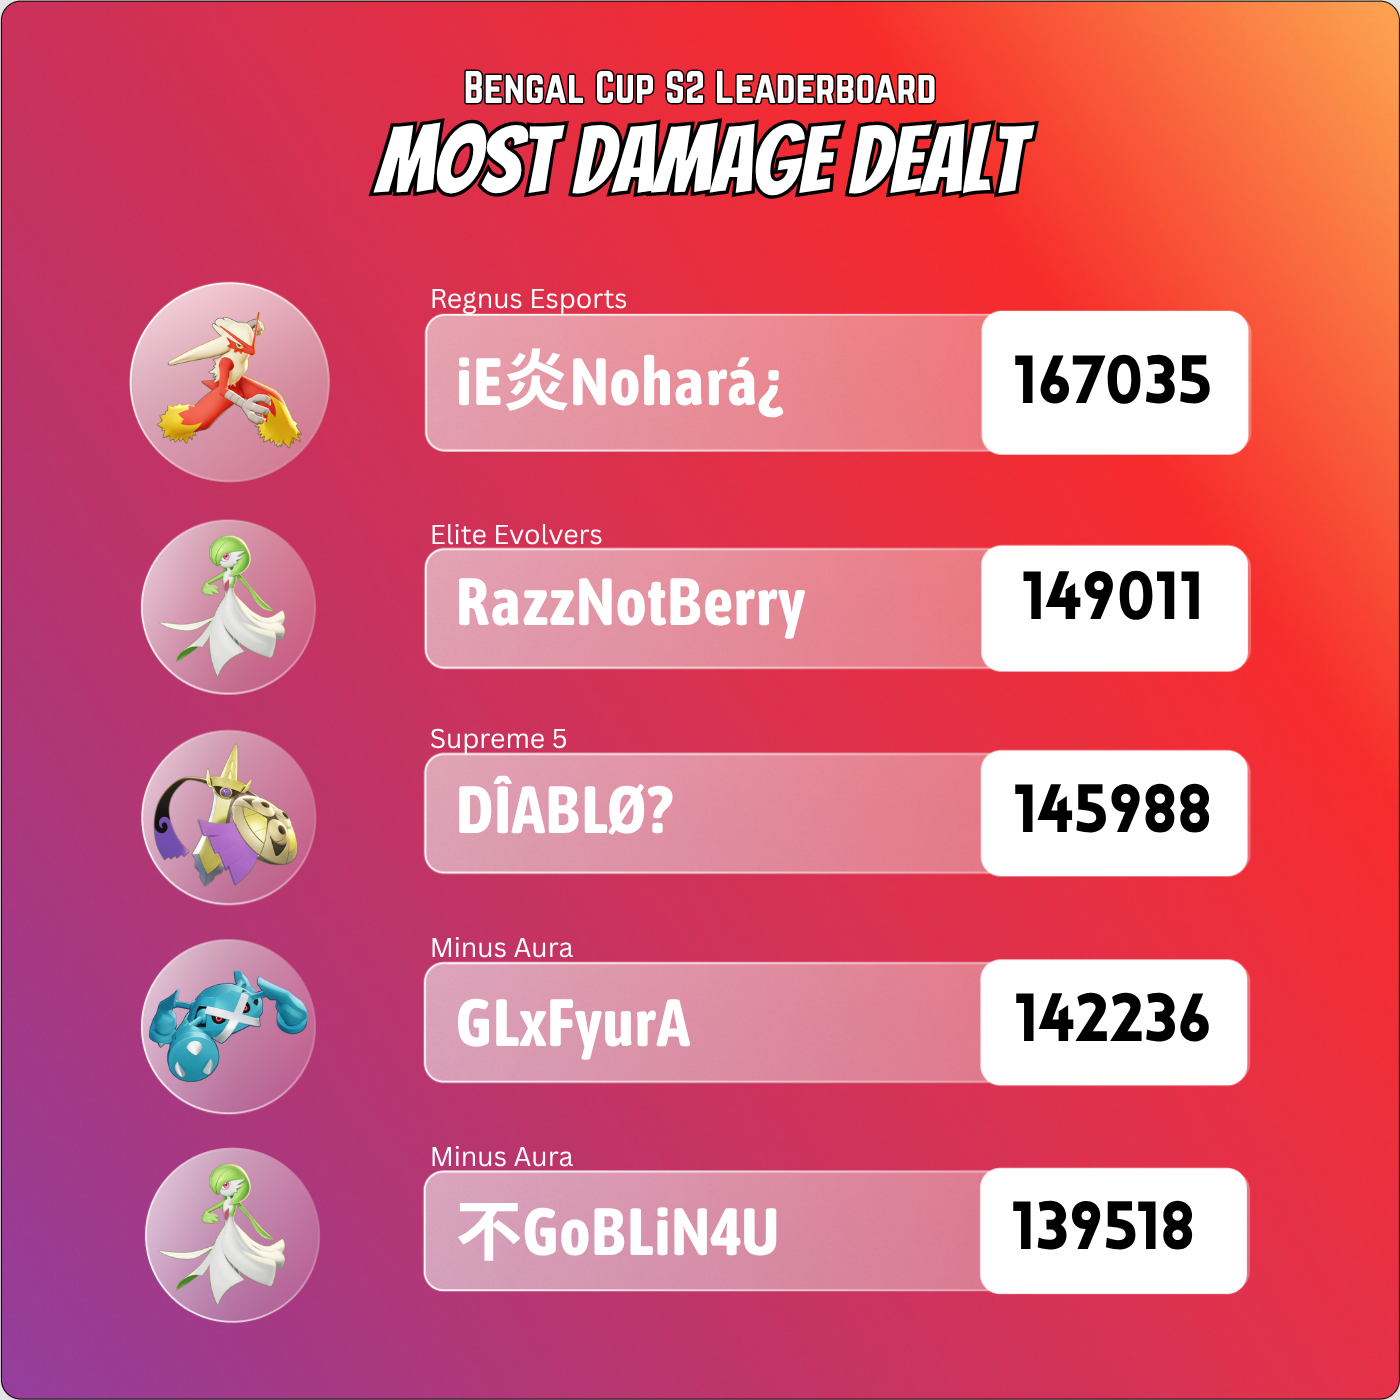 Bengal Cup S2 Leaderboard
MOST DAMAGE DEALT
Regnus Esports
iE炎Nohará¿
167035
Elite Evolvers
RazzNotBerry
149011
Supreme 5
DÎABLØ?
145988
Minus Aura
GLxFyurA
142236
Minus Aura
不GoBLiN4U
139518